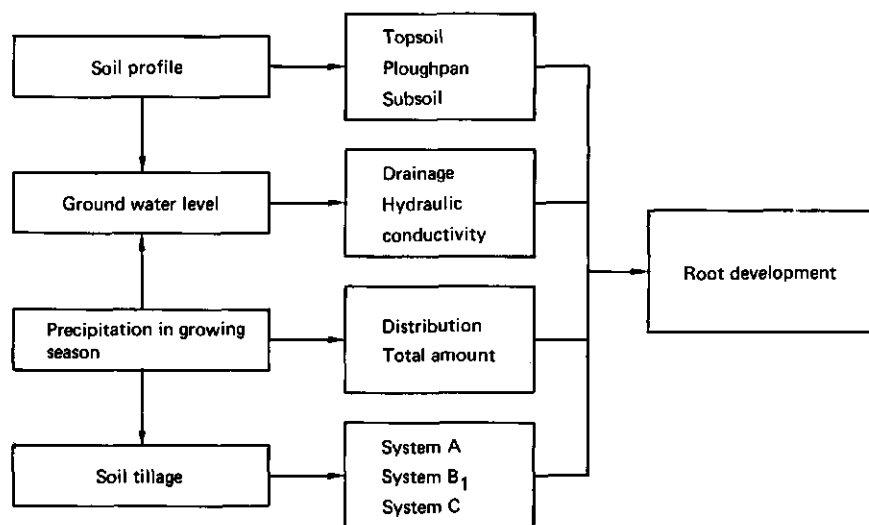 Soil profile
Topsoil
Ploughpan
Subsoil
Ground water level
Drainage
Hydraulic
conductivity
Root development
Precipitation in growing
season
Distribution
Total amount
Soil tillage
System A
System B₁
System C